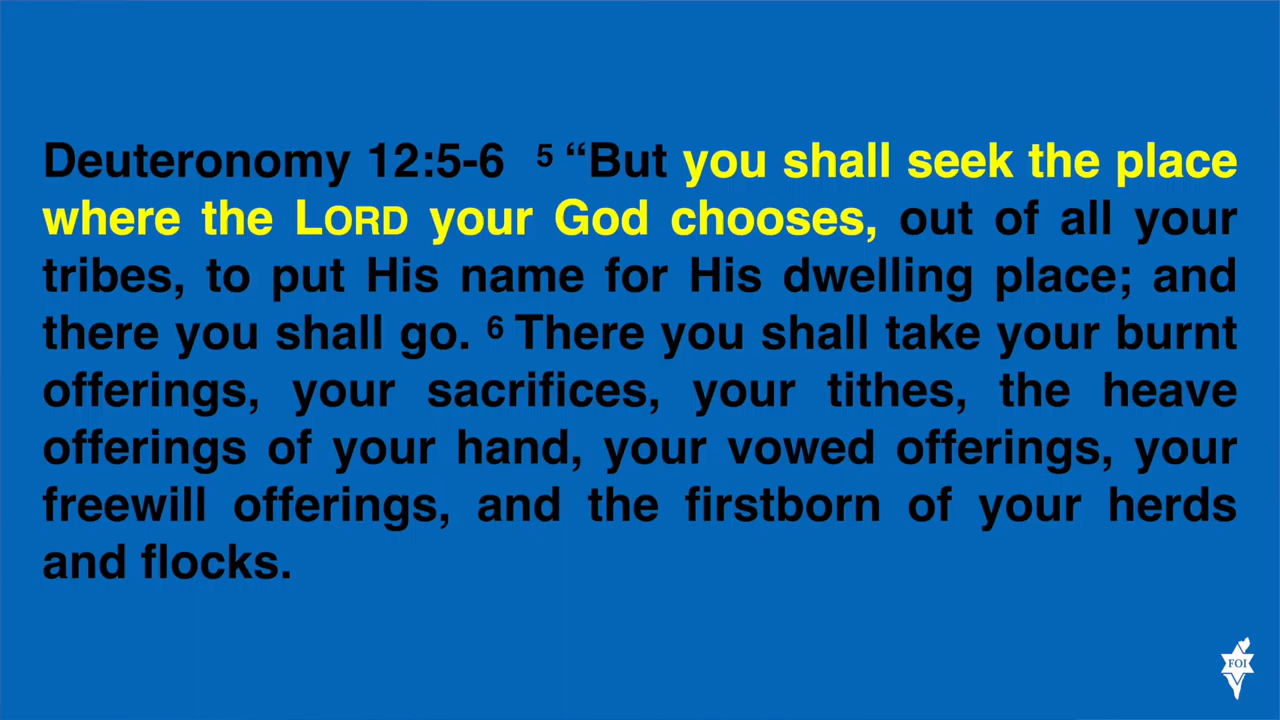 Deuteronomy 12:5-6 ⁵ “But you shall seek the place
where the LORD your God chooses, out of all your
tribes, to put His name for His dwelling place; and
there you shall go. ⁶ There you shall take your burnt
offerings, your sacrifices, your tithes, the heave
offerings of your hand, your vowed offerings, your
freewill offerings, and the firstborn of your herds
and flocks.
FOI